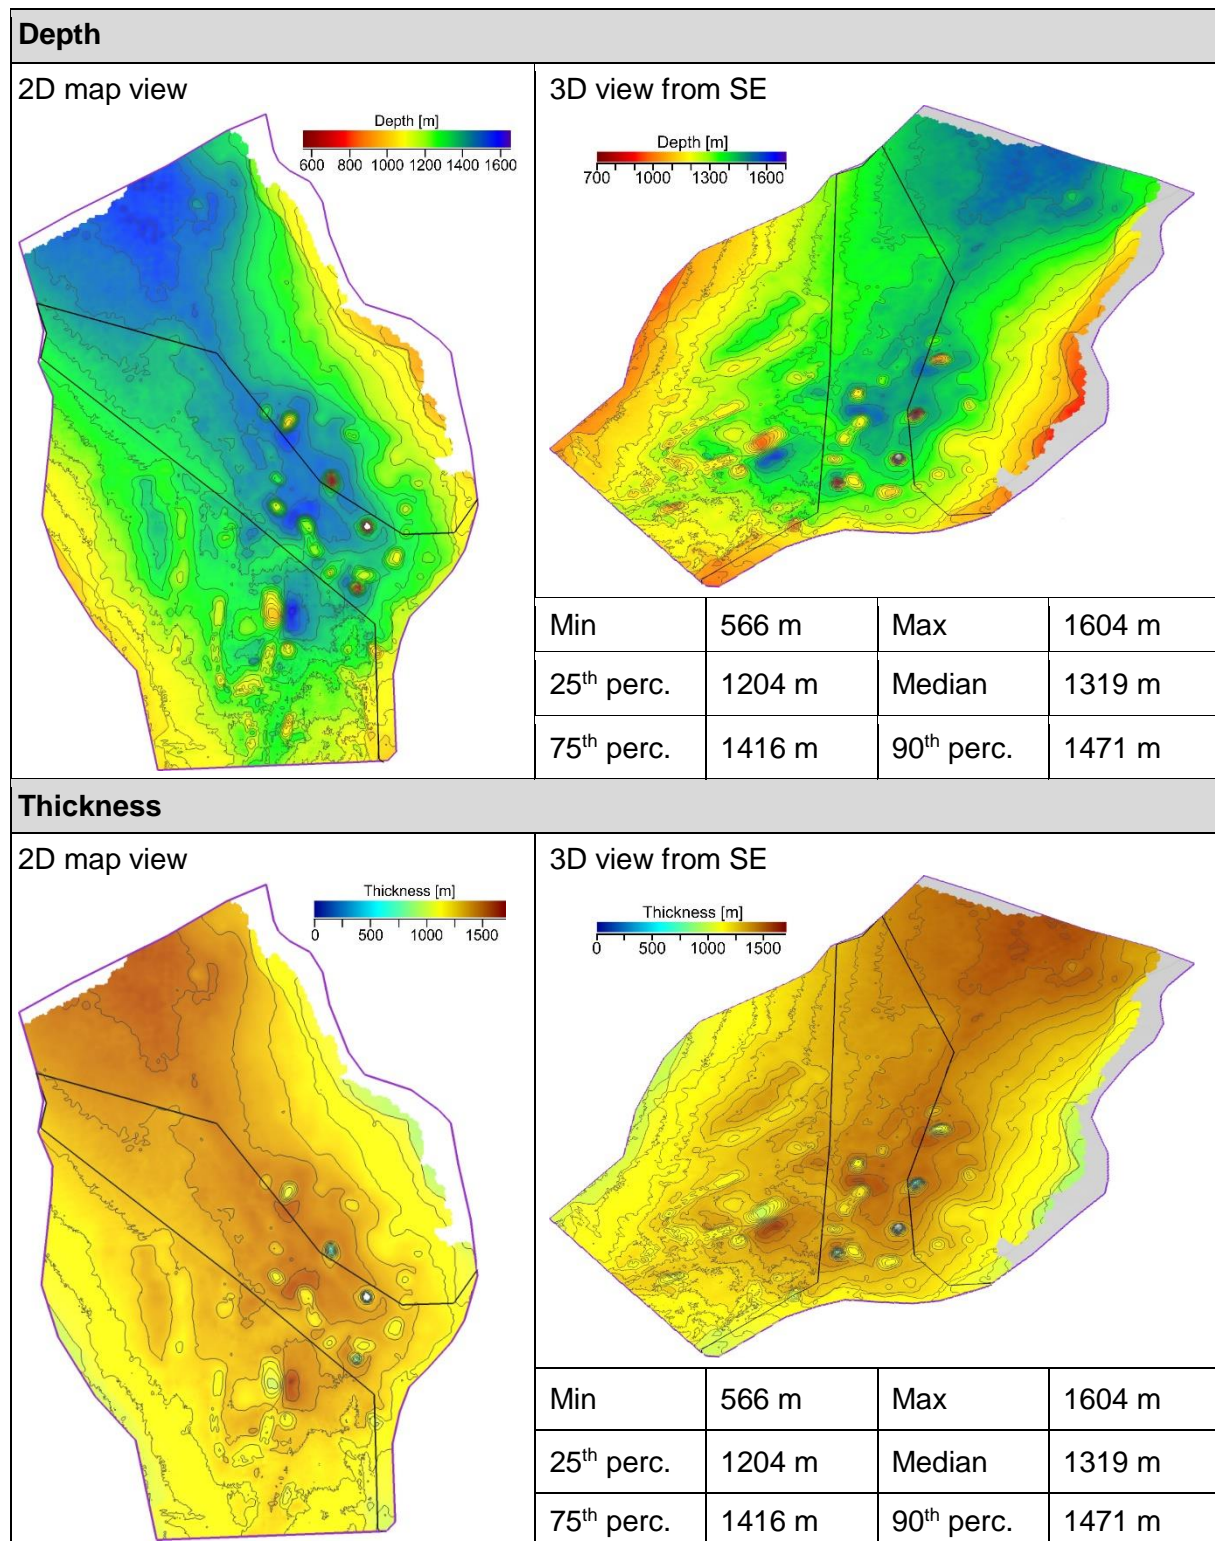 Depth
2D map view
Depth [m]
600 800 1000 1200 1400 1600
3D view from SE
Depth [m]
700 1000 1300 1600
Min 566 m Max 1604 m
25th perc. 1204 m Median 1319 m
75th perc. 1416 m 90th perc. 1471 m
Thickness
2D map view
Thickness [m]
0 500 1000 1500
3D view from SE
Thickness [m]
0 500 1000 1500
Min 566 m Max 1604 m
25th perc. 1204 m Median 1319 m
75th perc. 1416 m 90th perc. 1471 m